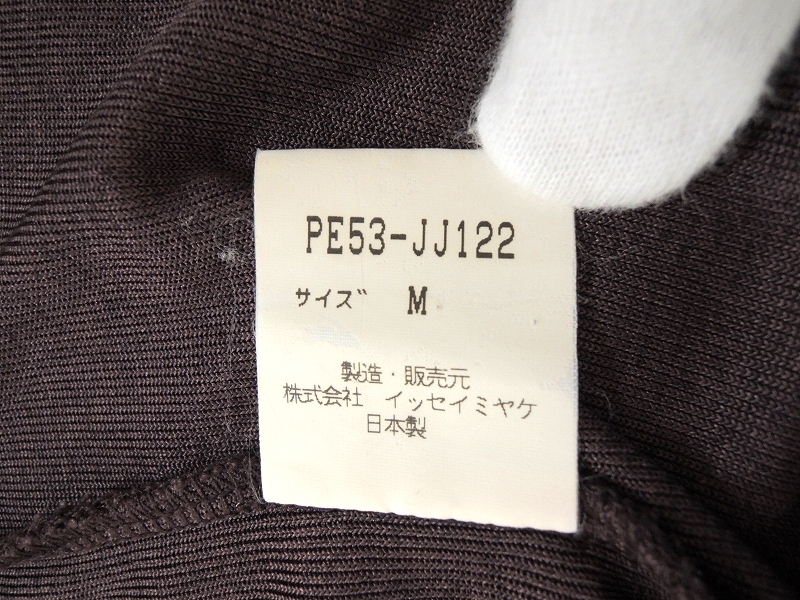 PE53-JJ122
サイズ M
製造・販売元
株式会社 イッセイミヤケ
日本製